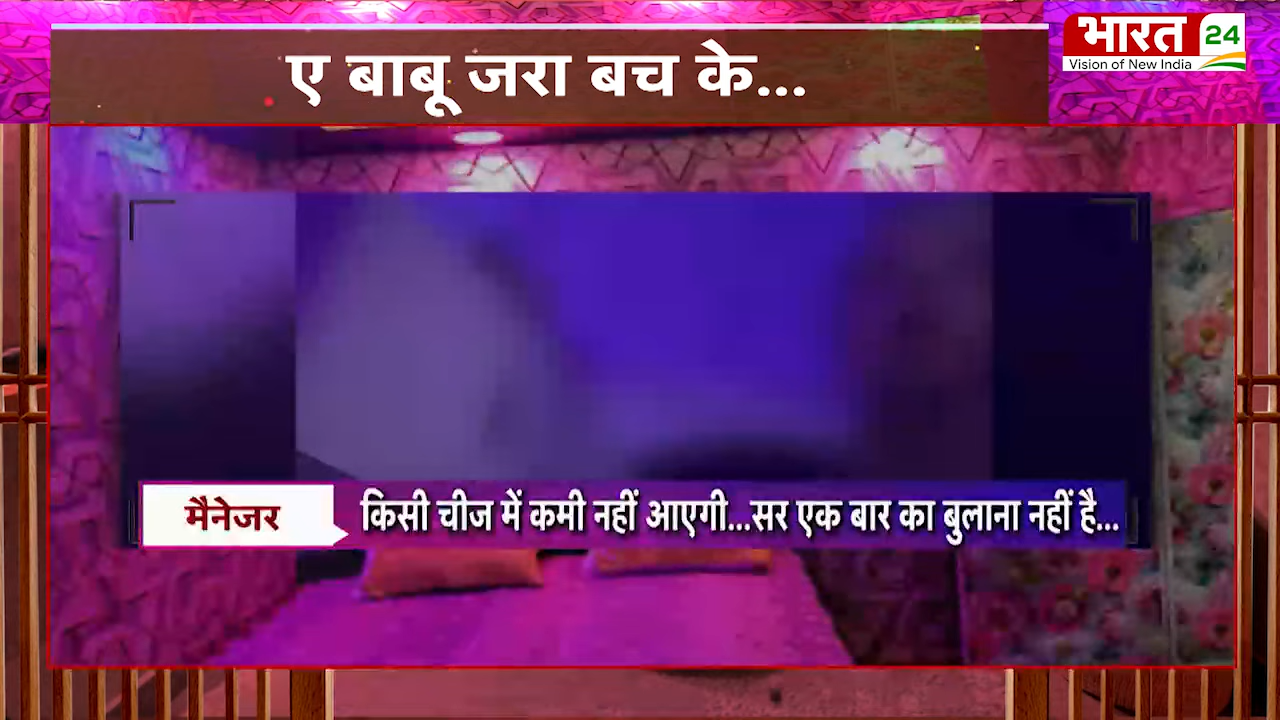 ए बाबू जरा बच के...
भारत 24
Vision of New India
मैनेजर
किसी चीज में कमी नहीं आएगी...सर एक बार का बुलाना नहीं है...